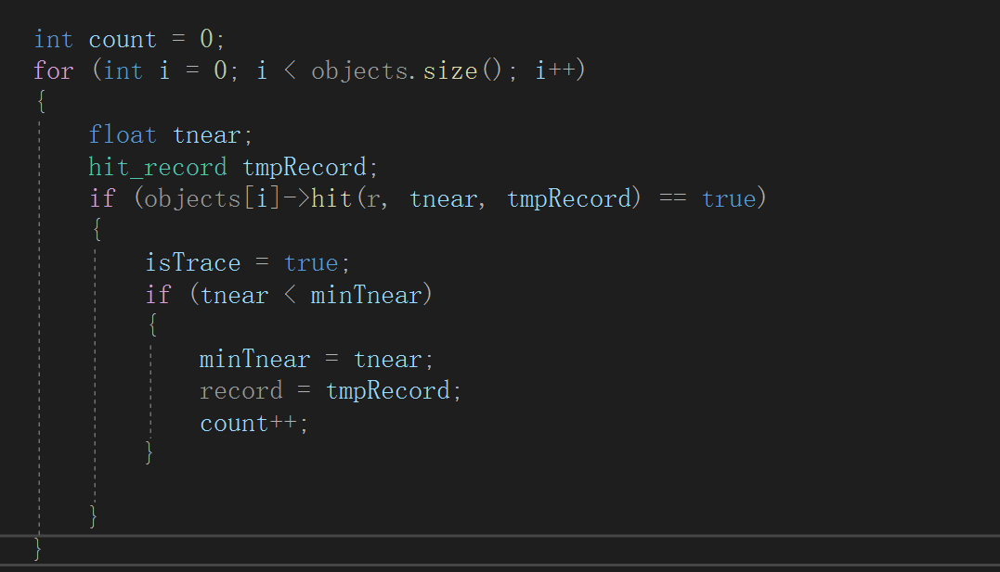 int count = 0;
for (int i = 0; i < objects.size(); i++)
{
float tnear;
hit_record tmpRecord;
if (objects[i]->hit(r, tnear, tmpRecord) == true)
{
isTrace = true;
if (tnear < minTnear)
{
minTnear = tnear;
record = tmpRecord;
count++;
}
}
}